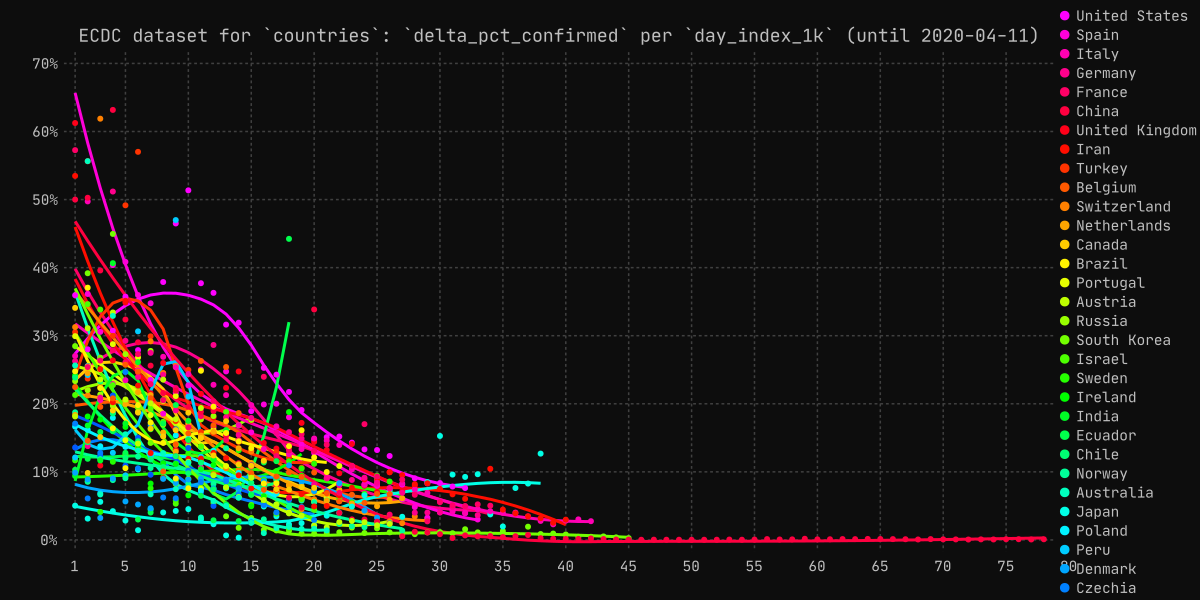 ECDC dataset for `countries`: `delta_pct_confirmed` per `day_index_1k` (until 2020-04-11)
70%
60%
50%
40%
30%
20%
10%
0%
1 5 10 15 20 25 30 35 40 45 50 55 60 65 70 75 80
United States
Spain
Italy
Germany
France
China
United Kingdom
Iran
Turkey
Belgium
Switzerland
Netherlands
Canada
Brazil
Portugal
Austria
Russia
South Korea
Israel
Sweden
Ireland
India
Ecuador
Chile
Norway
Australia
Japan
Poland
Peru
Denmark
Czechia